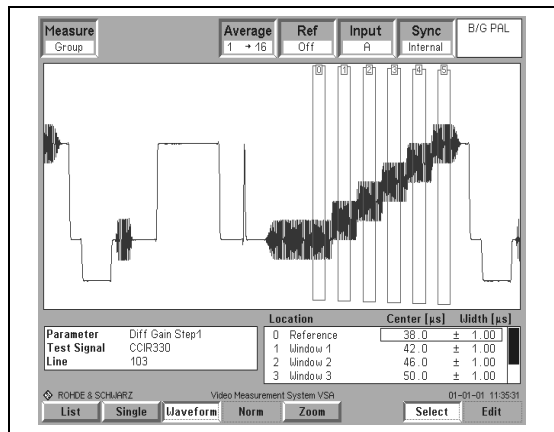 Measure Average Ref Input Sync B/G PAL
Group 1 → 16 Off A Internal
0 1 2 3 4 5
Location Center [µs] Width [µs]
Parameter Diff Gain Step1
Test Signal CCIR330
Line 103
0 Reference 38.0 ± 1.00
1 Window 1 42.0 ± 1.00
2 Window 2 46.0 ± 1.00
3 Window 3 50.0 ± 1.00
ROHDE & SCHWARZ Video Measurement System VSA 01-01-01 11:35:31
List Single Waveform Norm Zoom Select Edit